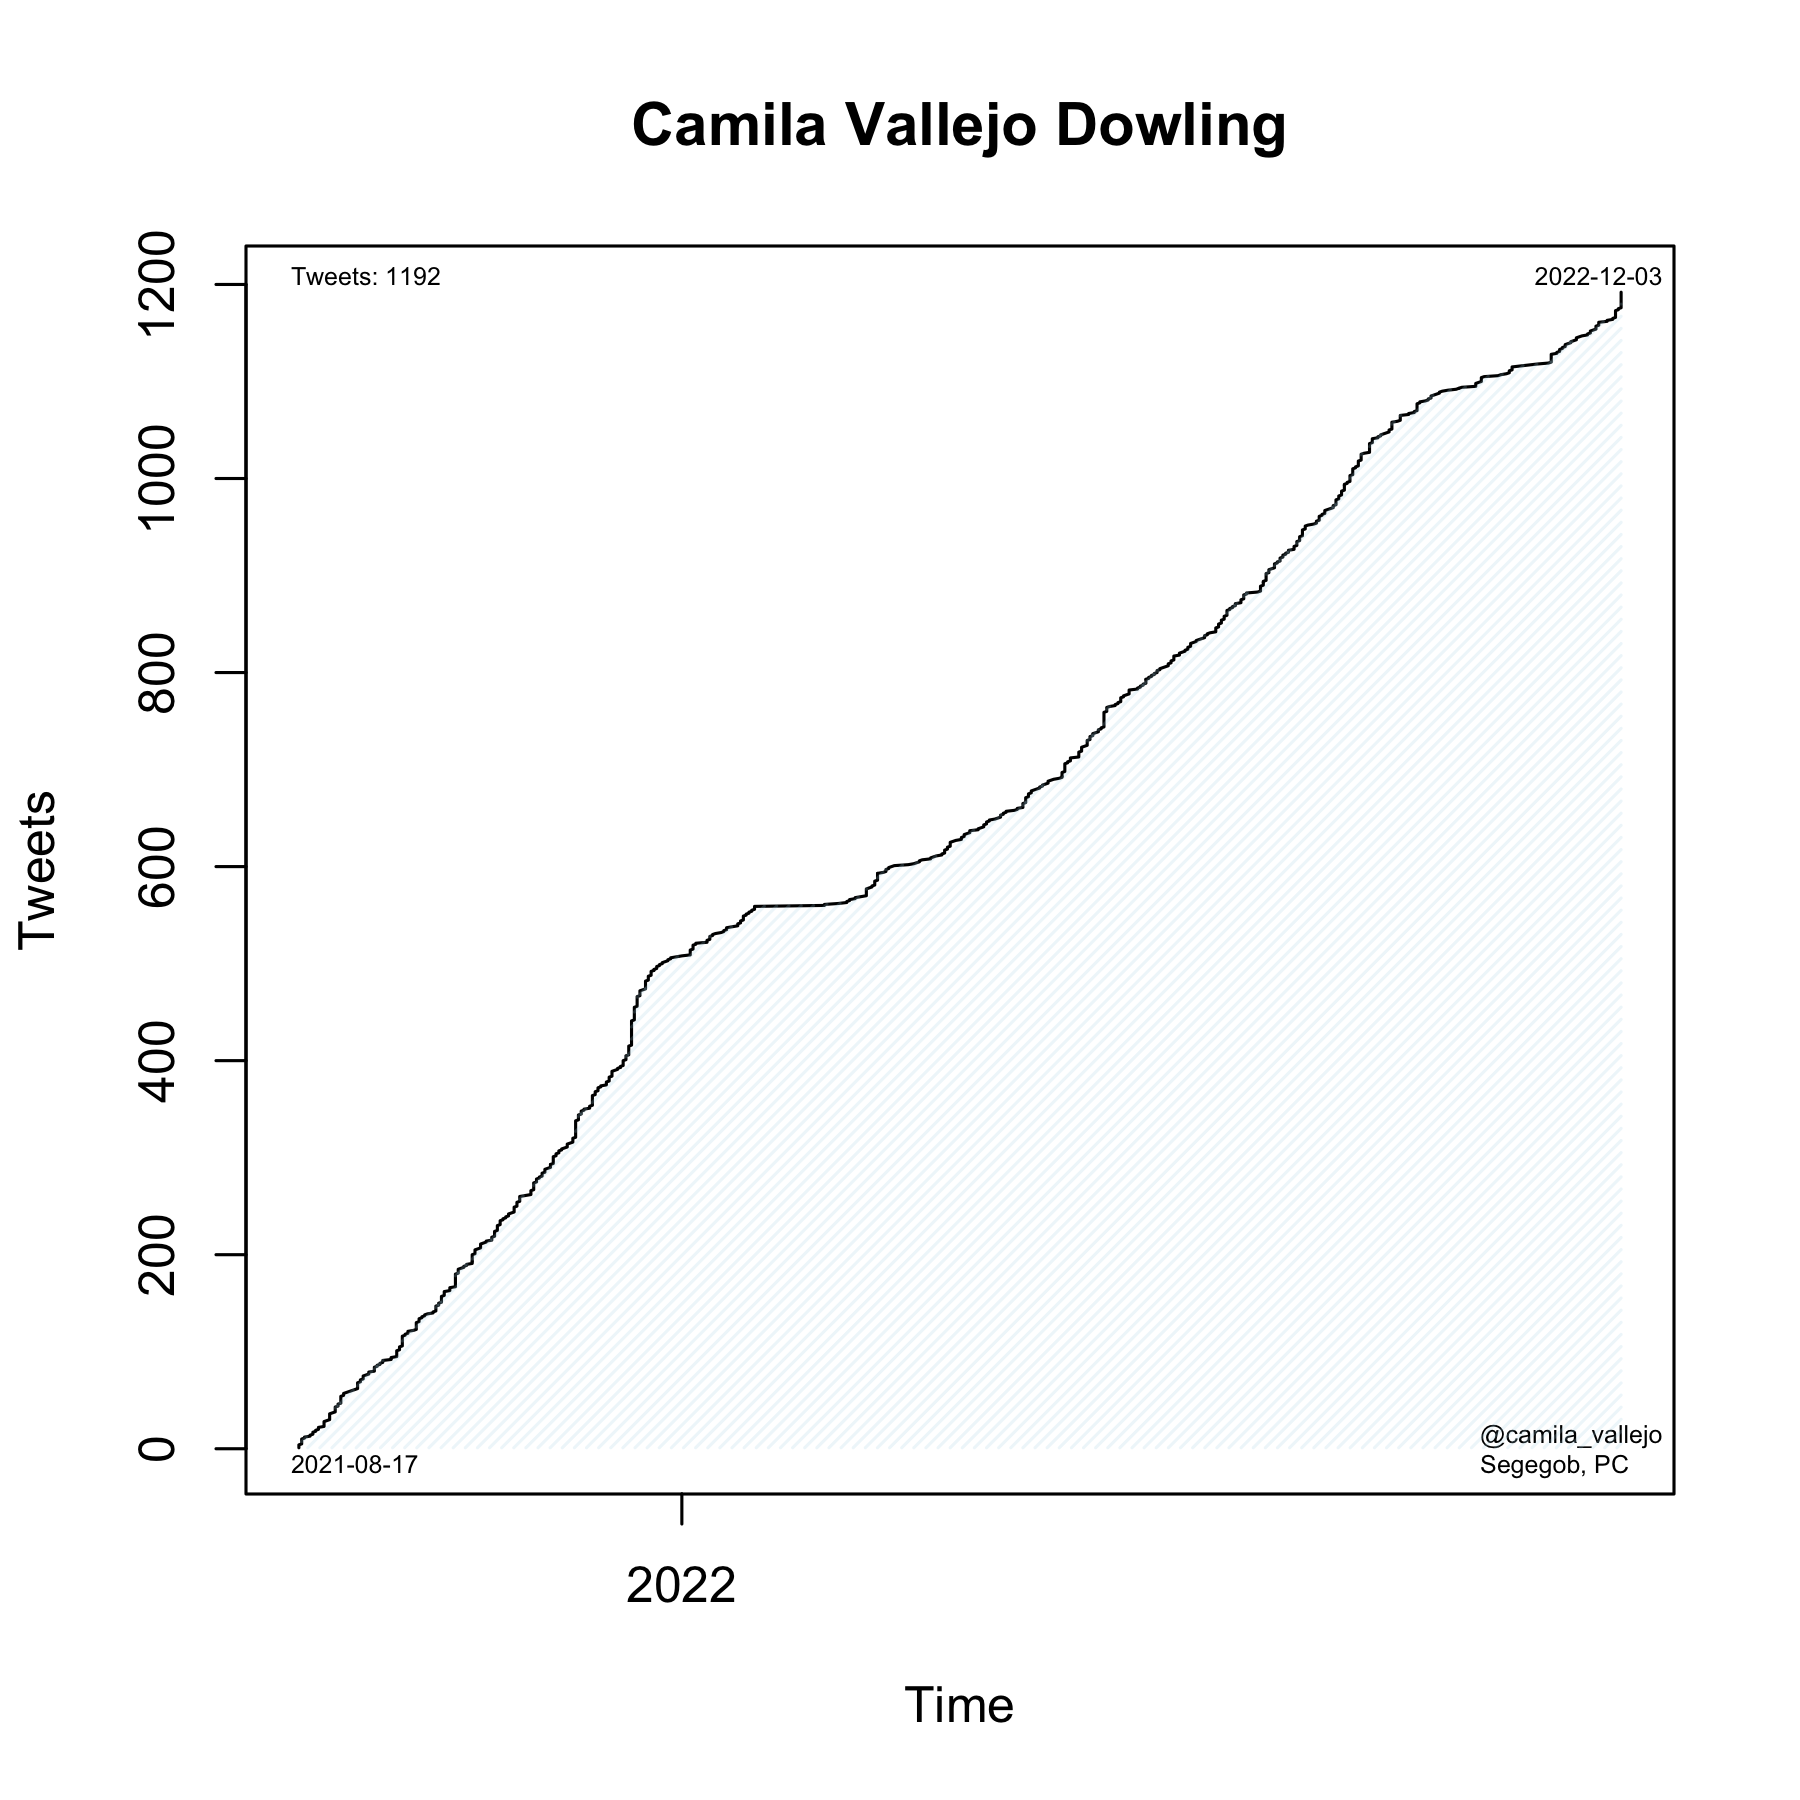 Camila Vallejo Dowling
Tweets: 1192
2022-12-03
1200
1000
800
600
400
200
0
Tweets
@camila_vallejo
Segegob, PC
2021-08-17
2022
Time